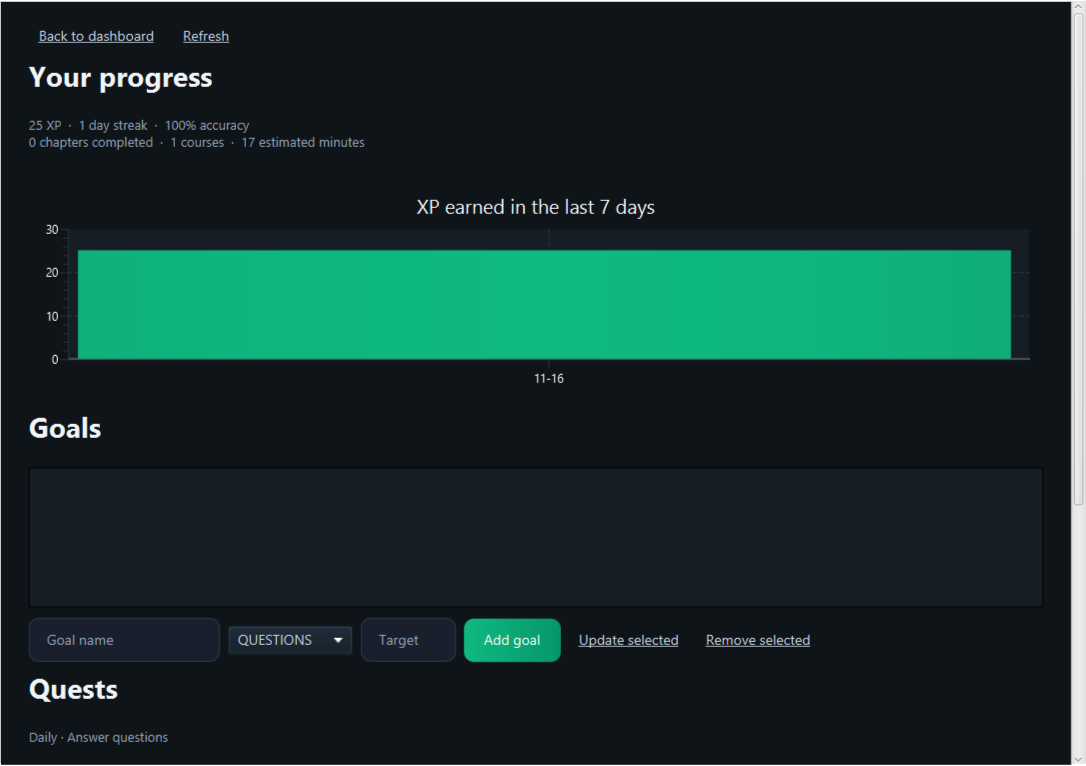 Back to dashboard Refresh
Your progress
25 XP · 1 day streak · 100% accuracy
0 chapters completed · 1 courses · 17 estimated minutes
XP earned in the last 7 days
30
20
10
0
11-16
Goals
Goal name QUESTIONS Target Add goal Update selected Remove selected
Quests
Daily · Answer questions